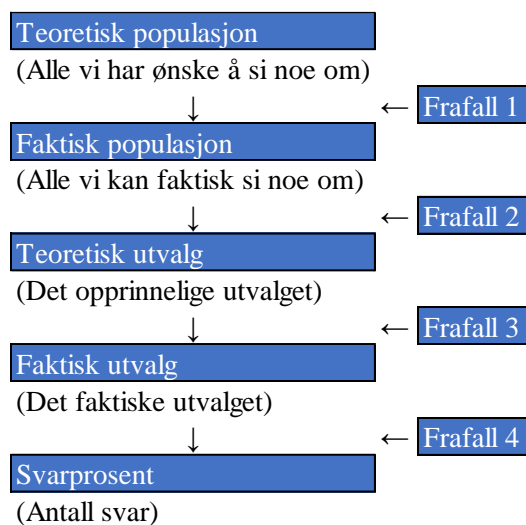 Teoretisk populasjon
(Alle vi har ønske å si noe om)
↓ ← Frafall 1
Faktisk populasjon
(Alle vi kan faktisk si noe om)
↓ ← Frafall 2
Teoretisk utvalg
(Det opprinnelige utvalget)
↓ ← Frafall 3
Faktisk utvalg
(Det faktiske utvalget)
↓ ← Frafall 4
Svarprosent
(Antall svar)